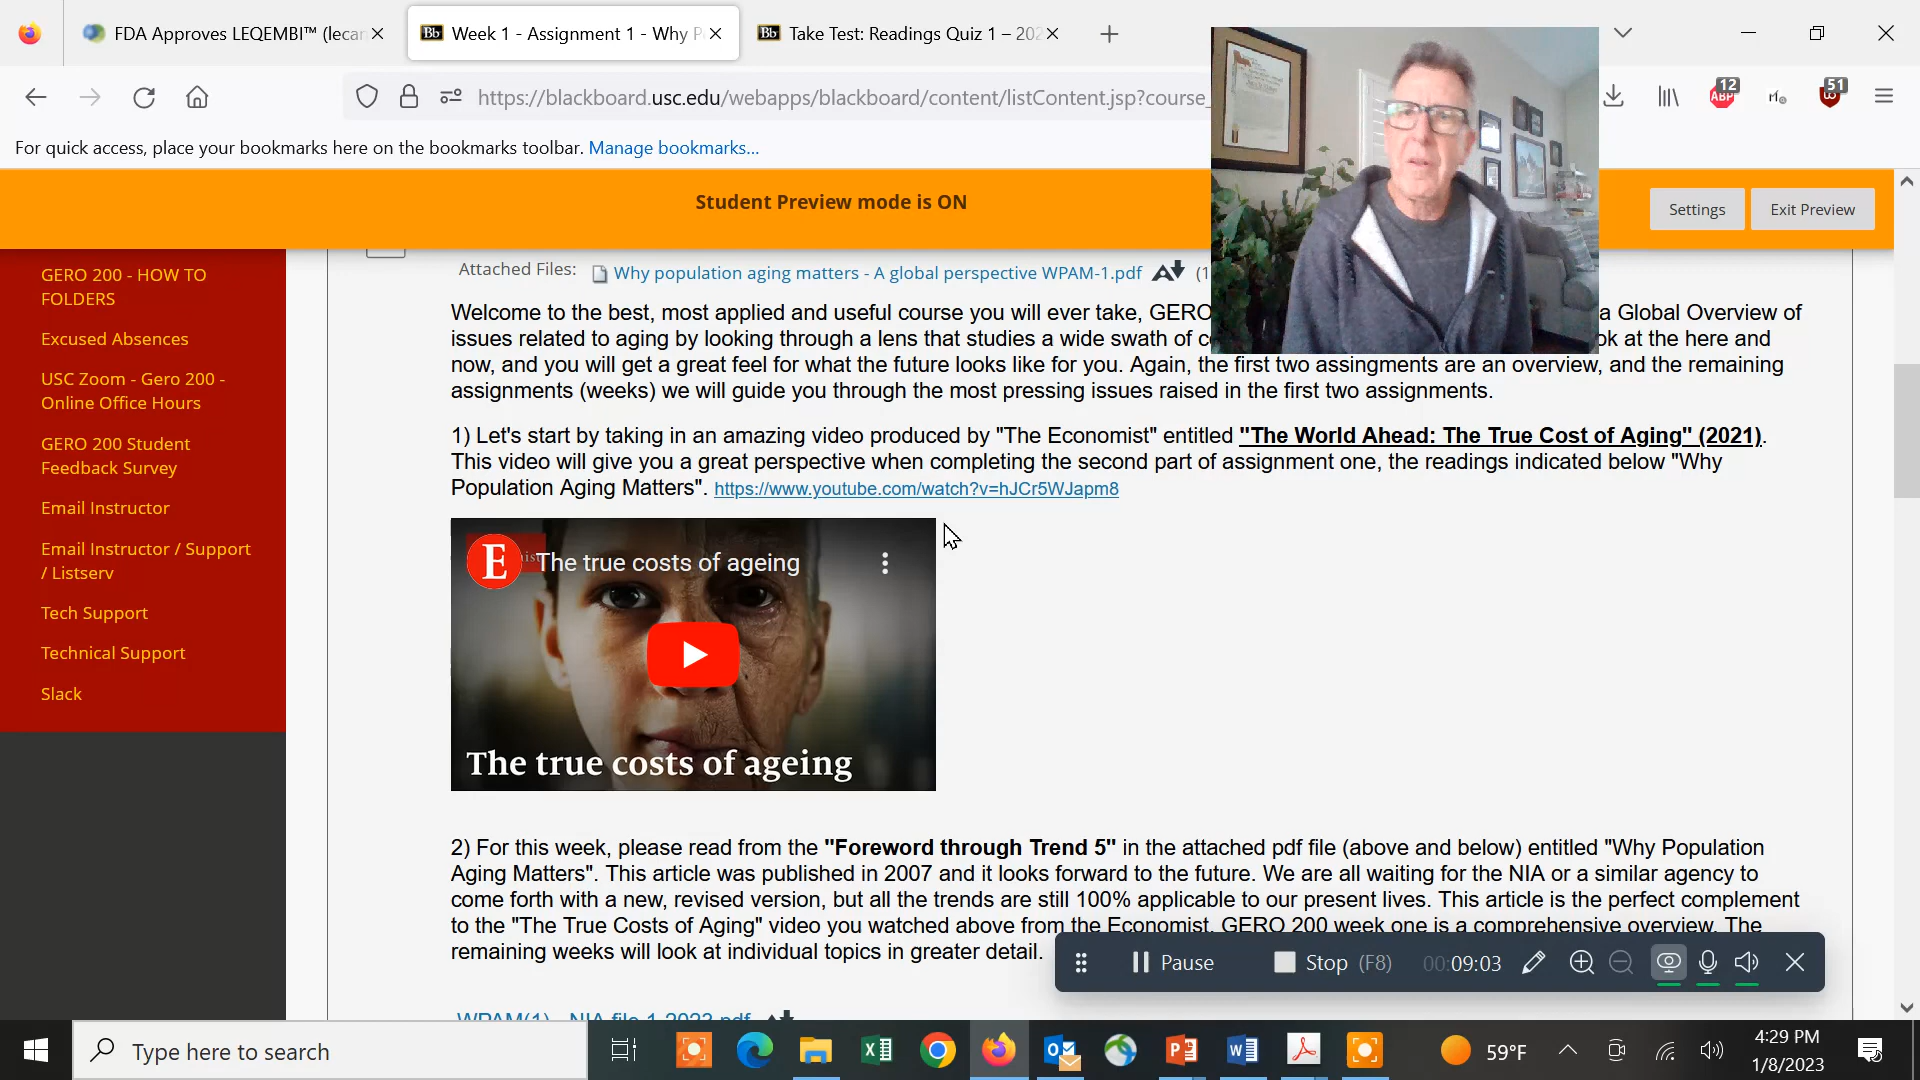 FDA Approves LEQEMBI™ (lecan
Week 1 - Assignment 1 - Why P
Take Test: Readings Quiz 1 – 202
https://blackboard.usc.edu/webapps/blackboard/content/listContent.jsp?course_
12
ABP
51
For quick access, place your bookmarks here on the bookmarks toolbar. Manage bookmarks...
Student Preview mode is ON
Settings
Exit Preview
GERO 200 - HOW TO
FOLDERS
Excused Absences
USC Zoom - Gero 200 -
Online Office Hours
GERO 200 Student
Feedback Survey
Email Instructor
Email Instructor / Support
/ Listserv
Tech Support
Technical Support
Slack
Attached Files: Why population aging matters - A global perspective WPAM-1.pdf (1
Welcome to the best, most applied and useful course you will ever take, GERO a Global Overview of
issues related to aging by looking through a lens that studies a wide swath of c ok at the here and
now, and you will get a great feel for what the future looks like for you. Again, the first two assingments are an overview, and the remaining
assignments (weeks) we will guide you through the most pressing issues raised in the first two assignments.
1) Let's start by taking in an amazing video produced by "The Economist" entitled "The World Ahead: The True Cost of Aging" (2021).
This video will give you a great perspective when completing the second part of assignment one, the readings indicated below "Why
Population Aging Matters". https://www.youtube.com/watch?v=hJCr5WJapm8
E
The true costs of ageing
The true costs of ageing
2) For this week, please read from the "Foreword through Trend 5" in the attached pdf file (above and below) entitled "Why Population
Aging Matters". This article was published in 2007 and it looks forward to the future. We are all waiting for the NIA or a similar agency to
come forth with a new, revised version, but all the trends are still 100% applicable to our present lives. This article is the perfect complement
to the "The True Costs of Aging" video you watched above from the Economist. GERO 200 week one is a comprehensive overview. The
remaining weeks will look at individual topics in greater detail.
WPAM(1) - NIA file 1 2023.pdf
Pause
Stop (F8)
00:09:03
Type here to search
59°F
4:29 PM
1/8/2023